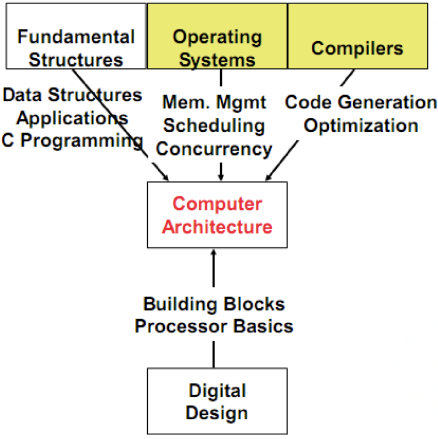 Fundamental
Structures
Operating
Systems
Compilers
Data Structures
Applications
C Programming
Mem. Mgmt
Scheduling
Concurrency
Code Generation
Optimization
Computer
Architecture
Building Blocks
Processor Basics
Digital
Design